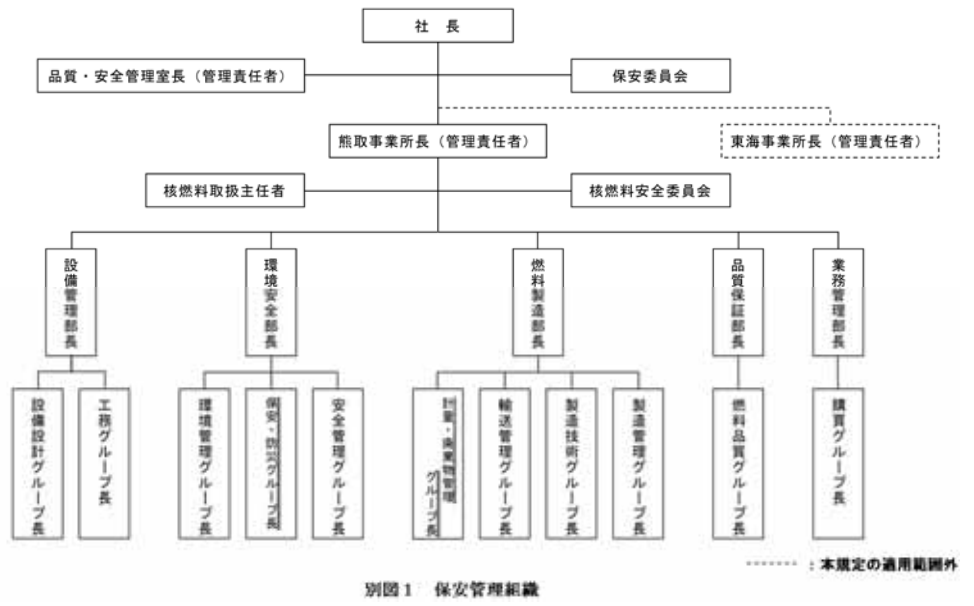 社　長
品質・安全管理室長（管理責任者）
保安委員会
熊取事業所長（管理責任者）
東海事業所長（管理責任者）
核燃料取扱主任者
核燃料安全委員会
設備管理部長
環境安全部長
燃料製造部長
品質保証部長
業務管理部長
設備設計グループ長
工務グループ長
環境管理グループ長
保安・防災グループ長
安全管理グループ長
計量・廃棄物管理
グループ長
輸送管理グループ長
製造技術グループ長
製造管理グループ長
燃料品質グループ長
購買グループ長
：本規定の適用範囲外
別図１　保安管理組織